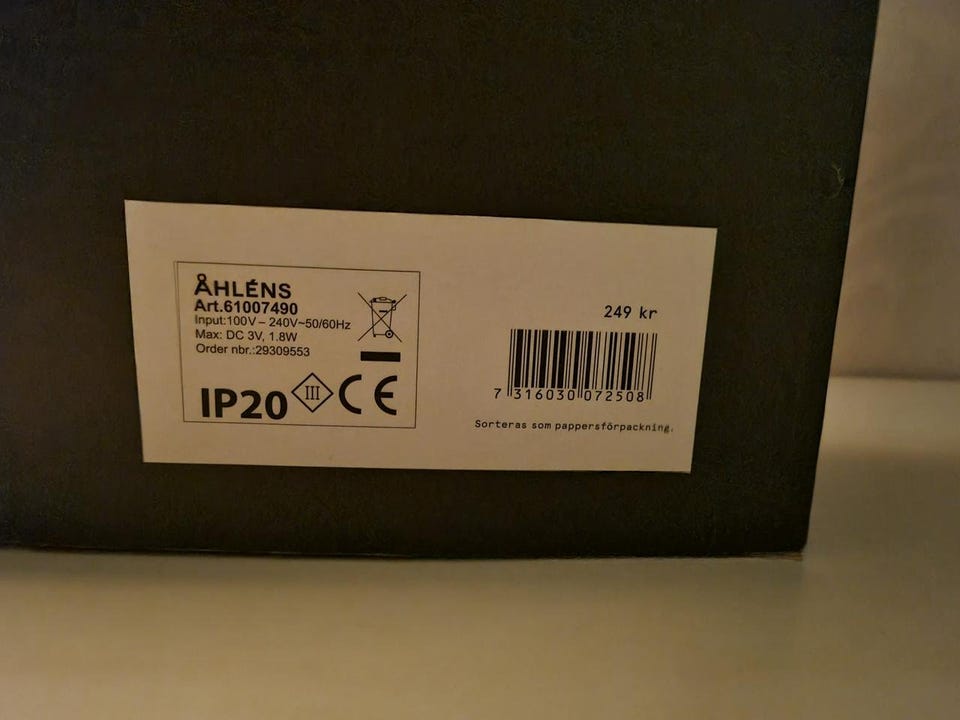 ÅHLÉNS
Art.61007490
Input:100V – 240V~50/60Hz
Max: DC 3V, 1.8W
Order nbr.:29309553
IP20 III CE
249 kr
7 316030 072508
Sorteras som pappersförpackning.